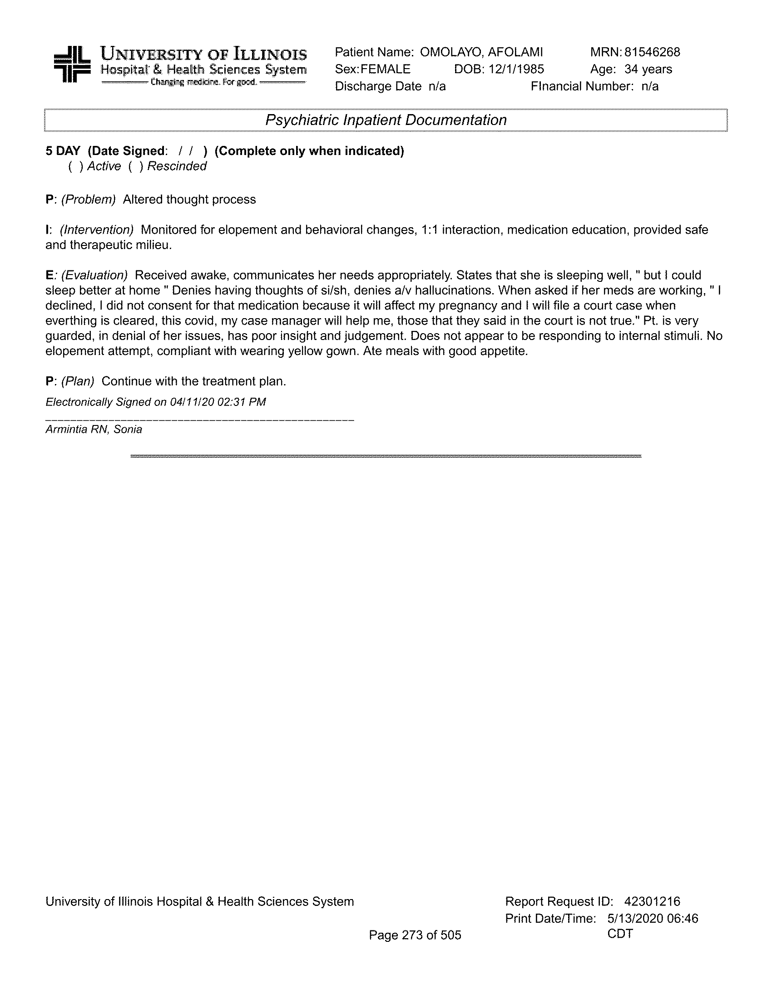 UNIVERSITY OF ILLINOIS
Hospital & Health Sciences System
Changing medicine. For good.
Patient Name: OMOLAYO, AFOLAMI MRN: 81546268
Sex: FEMALE DOB: 12/1/1985 Age: 34 years
Discharge Date n/a FInancial Number: n/a
Psychiatric Inpatient Documentation
5 DAY (Date Signed: / / ) (Complete only when indicated)
( ) Active ( ) Rescinded
P: (Problem) Altered thought process
I: (Intervention) Monitored for elopement and behavioral changes, 1:1 interaction, medication education, provided safe
and therapeutic milieu.
E: (Evaluation) Received awake, communicates her needs appropriately. States that she is sleeping well, " but I could
sleep better at home " Denies having thoughts of si/sh, denies a/v hallucinations. When asked if her meds are working, " I
declined, I did not consent for that medication because it will affect my pregnancy and I will file a court case when
everthing is cleared, this covid, my case manager will help me, those that they said in the court is not true." Pt. is very
guarded, in denial of her issues, has poor insight and judgement. Does not appear to be responding to internal stimuli. No
elopement attempt, compliant with wearing yellow gown. Ate meals with good appetite.
P: (Plan) Continue with the treatment plan.
Electronically Signed on 04/11/20 02:31 PM
Armintia RN, Sonia
University of Illinois Hospital & Health Sciences System Report Request ID: 42301216
Print Date/Time: 5/13/2020 06:46
Page 273 of 505 CDT